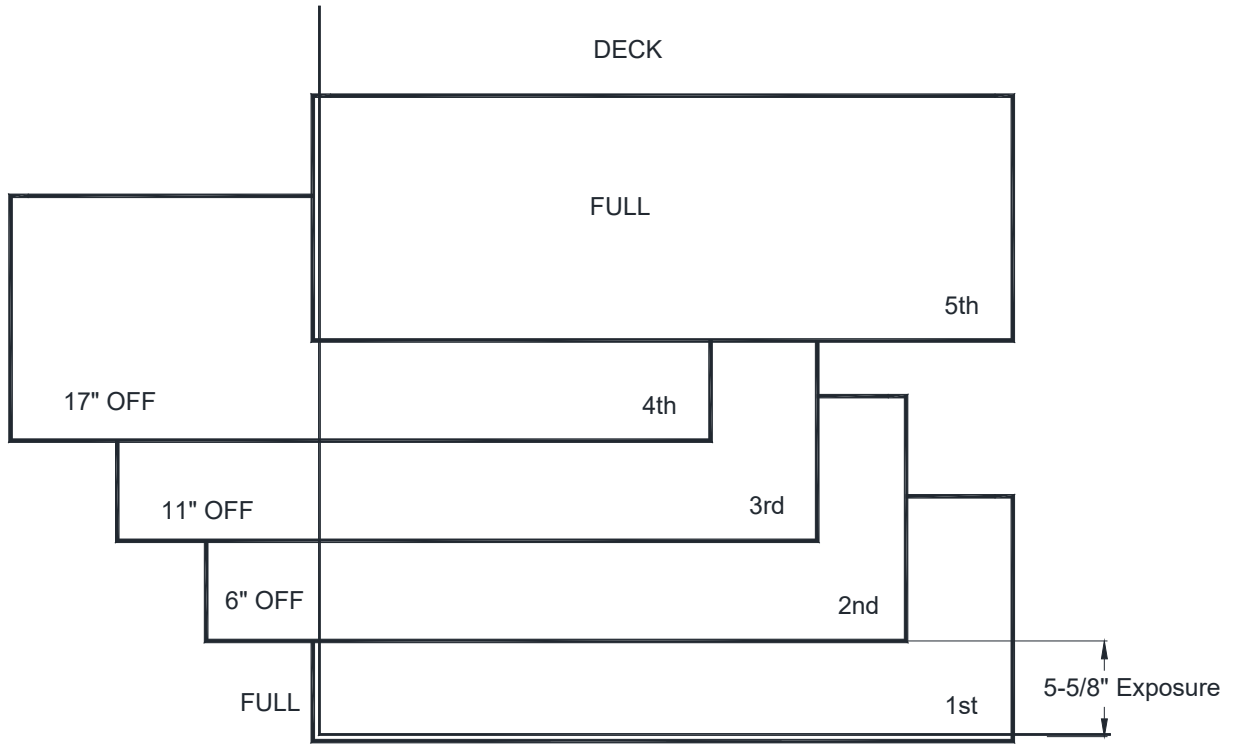 DECK
FULL
5th
17" OFF
4th
11" OFF
3rd
6" OFF
2nd
5-5/8" Exposure
FULL
1st